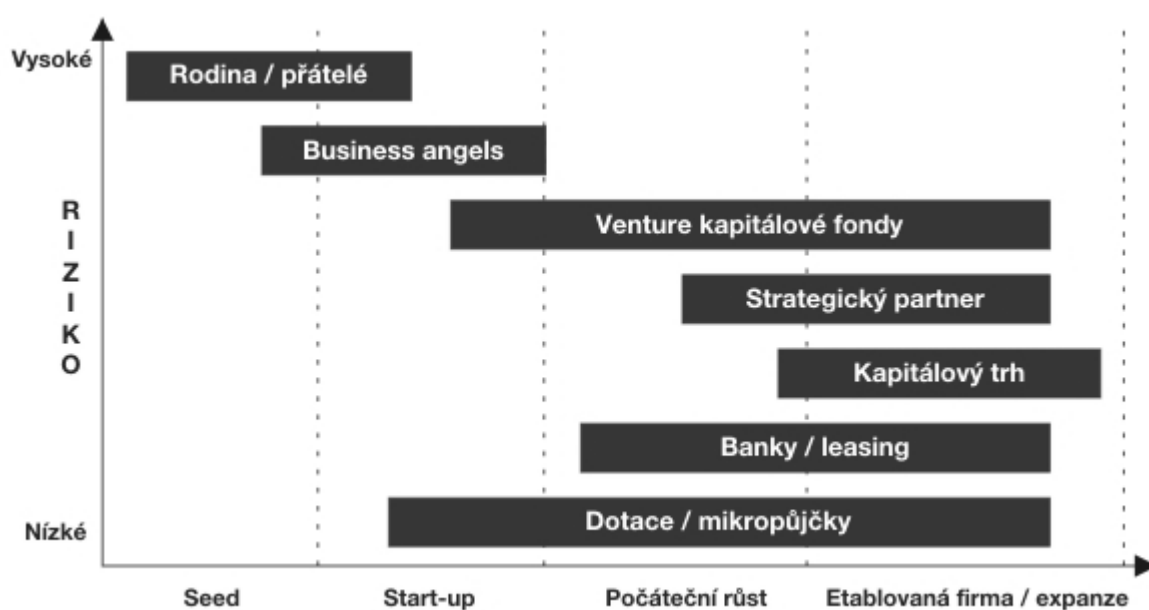 Vysoké
Rodina / přátelé
Business angels
RIZIKO
Venture kapitálové fondy
Strategický partner
Kapitálový trh
Banky / leasing
Dotace / mikropůjčky
Nízké
Seed
Start-up
Počáteční růst
Etablovaná firma / expanze